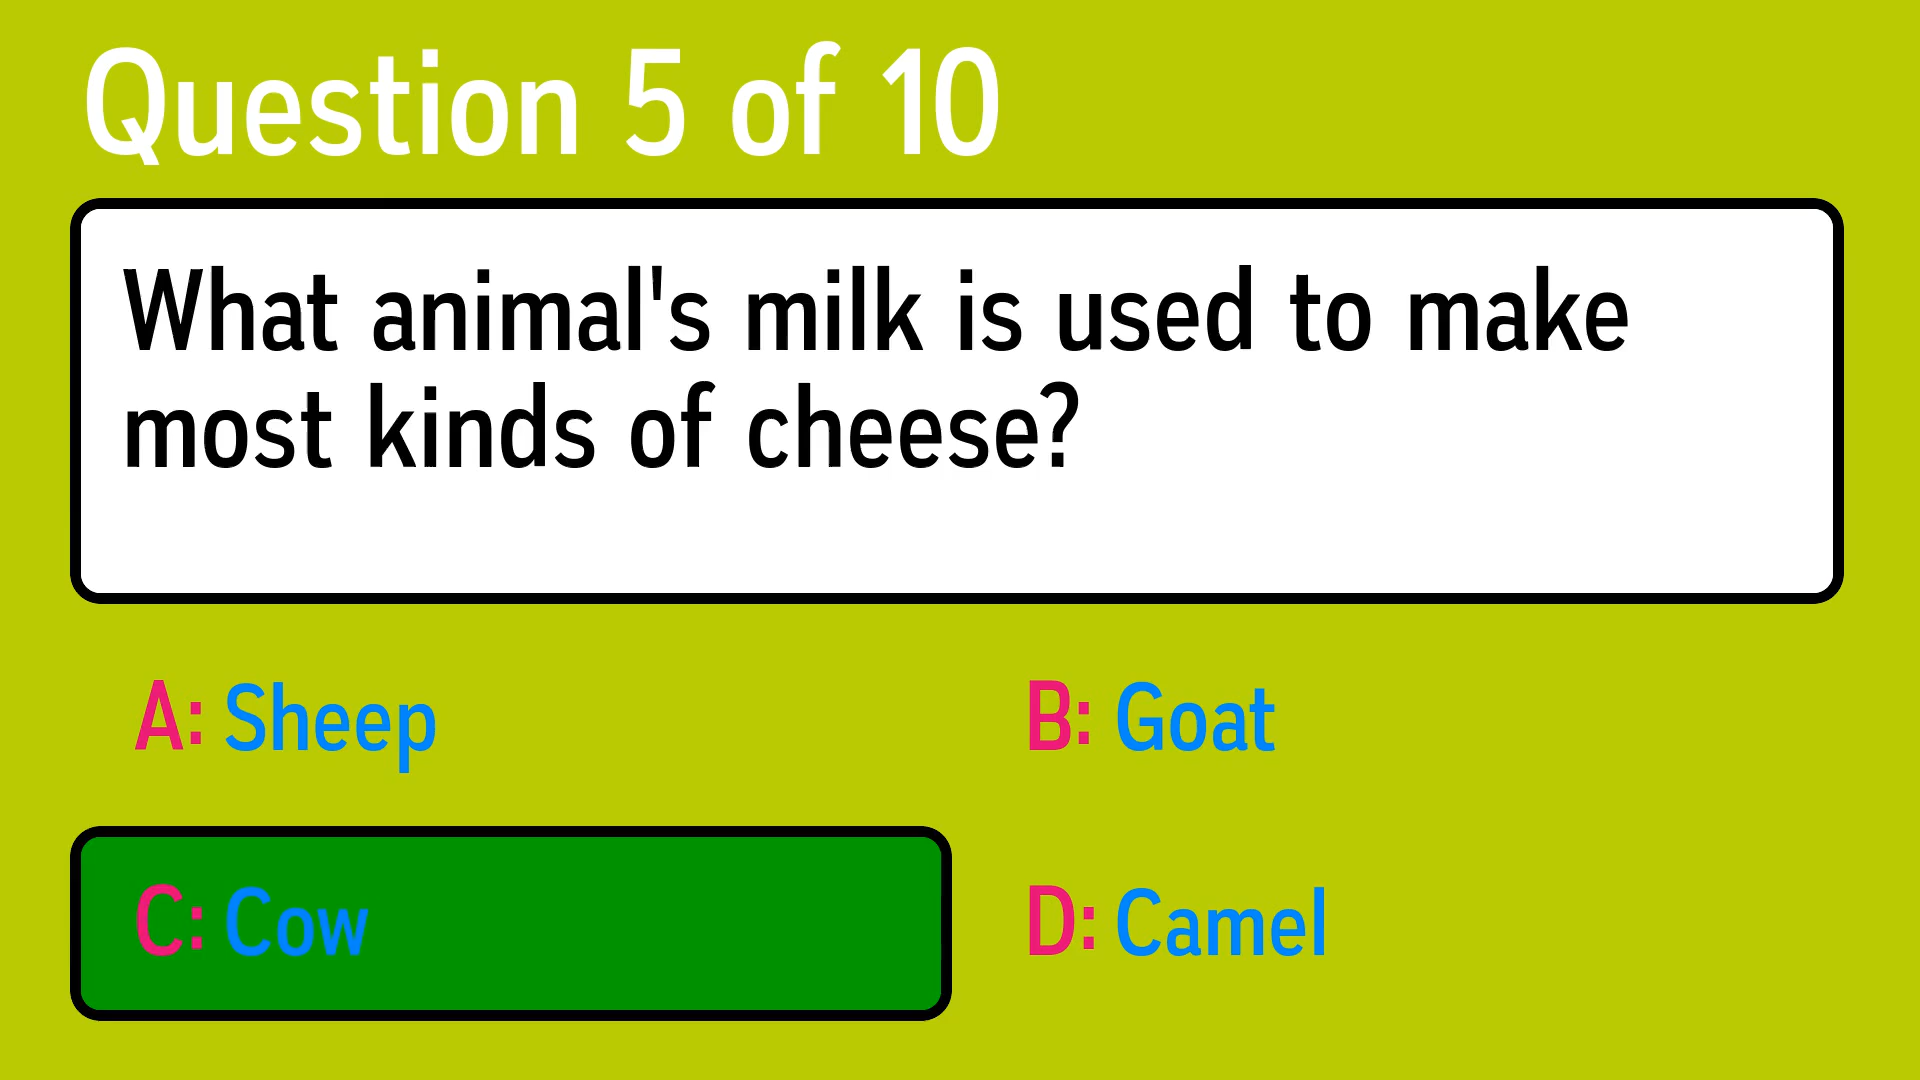 Question 5 of 10
What animal's milk is used to make
most kinds of cheese?
A: Sheep
B: Goat
C: Cow
D: Camel